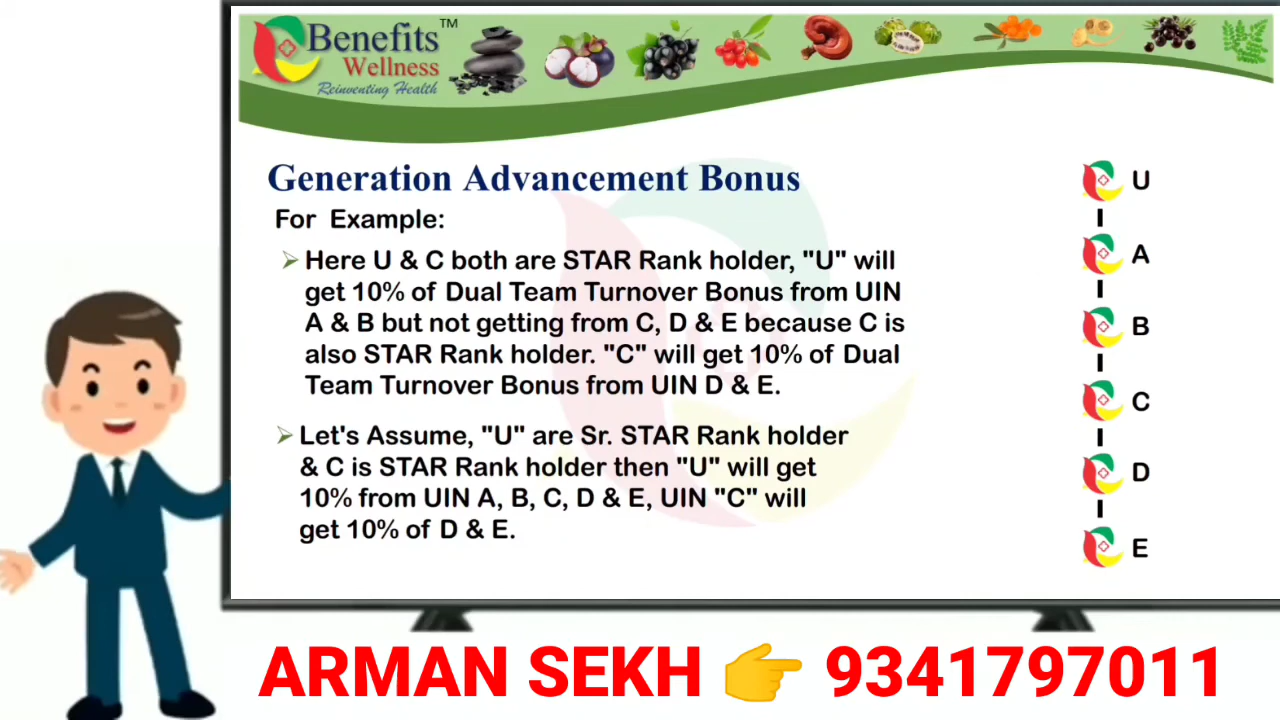 Benefits™
Wellness
Reinventing Health
Generation Advancement Bonus
For Example:
Here U & C both are STAR Rank holder, "U" will
get 10% of Dual Team Turnover Bonus from UIN
A & B but not getting from C, D & E because C is
also STAR Rank holder. "C" will get 10% of Dual
Team Turnover Bonus from UIN D & E.
Let's Assume, "U" are Sr. STAR Rank holder
& C is STAR Rank holder then "U" will get
10% from UIN A, B, C, D & E, UIN "C" will
get 10% of D & E.
U
A
B
C
D
E
ARMAN SEKH 👉 9341797011